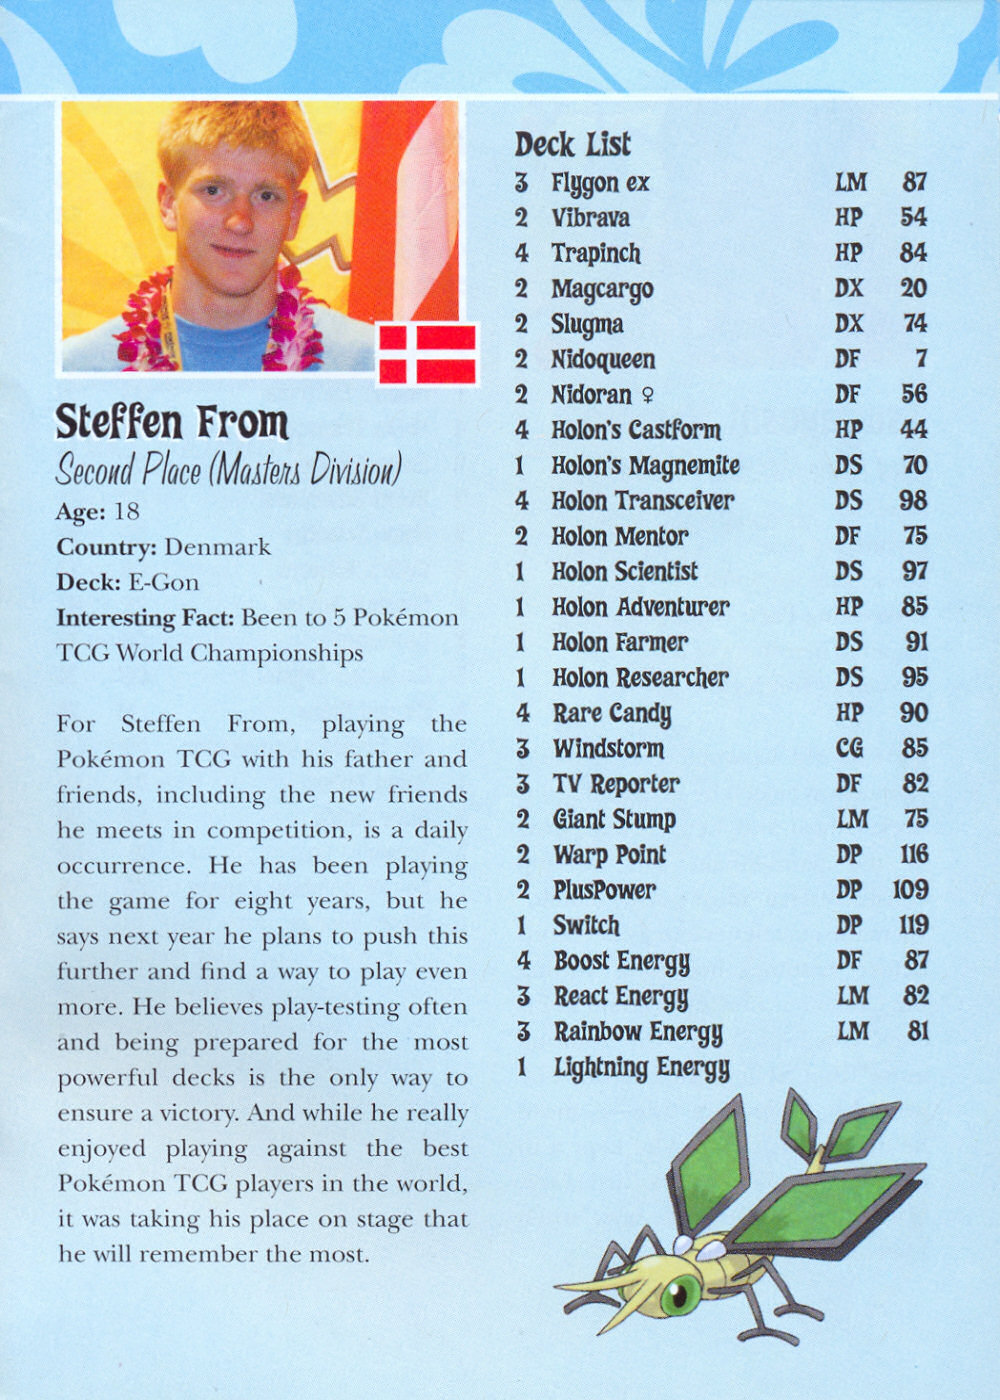 Steffen From
Second Place (Masters Division)
Age: 18
Country: Denmark
Deck: E-Gon
Interesting Fact: Been to 5 Pokémon
TCG World Championships
For Steffen From, playing the
Pokémon TCG with his father and
friends, including the new friends
he meets in competition, is a daily
occurrence. He has been playing
the game for eight years, but he
says next year he plans to push this
further and find a way to play even
more. He believes play-testing often
and being prepared for the most
powerful decks is the only way to
ensure a victory. And while he really
enjoyed playing against the best
Pokémon TCG players in the world,
it was taking his place on stage that
he will remember the most.
Deck List
3 Flygon ex LM 87
2 Vibrava HP 54
4 Trapinch HP 84
2 Magcargo DX 20
2 Slugma DX 74
2 Nidoqueen DF 7
2 Nidoran ♀ DF 56
4 Holon's Castform HP 44
1 Holon's Magnemite DS 70
4 Holon Transceiver DS 98
2 Holon Mentor DF 75
1 Holon Scientist DS 97
1 Holon Adventurer HP 85
1 Holon Farmer DS 91
1 Holon Researcher DS 95
4 Rare Candy HP 90
3 Windstorm CG 85
3 TV Reporter DF 82
2 Giant Stump LM 75
2 Warp Point DP 116
2 PlusPower DP 109
1 Switch DP 119
4 Boost Energy DF 87
3 React Energy LM 82
3 Rainbow Energy LM 81
1 Lightning Energy